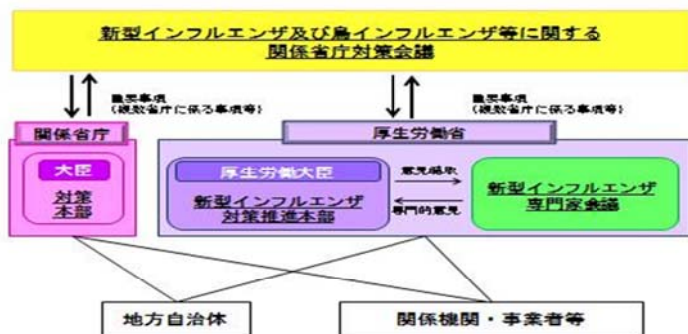 新型インフルエンザ及び鳥インフルエンザ等に関する
関係省庁対策会議
重要事項
(複数省庁に係る事項等)
重要事項
(複数省庁に係る事項等)
関係省庁
厚生労働省
大臣
対策
本部
厚生労働大臣
新型インフルエンザ
対策推進本部
意見聴取
専門的意見
新型インフルエンザ
専門家会議
地方自治体
関係機関・事業者等